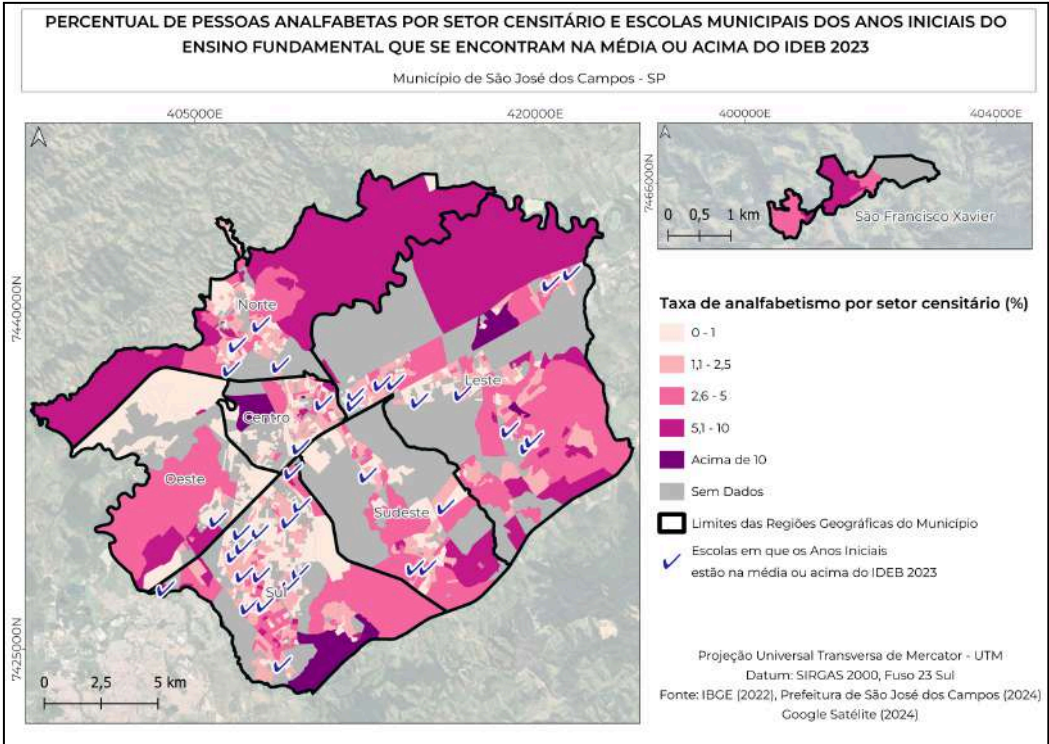 PERCENTUAL DE PESSOAS ANALFABETAS POR SETOR CENSITÁRIO E ESCOLAS MUNICIPAIS DOS ANOS INICIAIS DO
ENSINO FUNDAMENTAL QUE SE ENCONTRAM NA MÉDIA OU ACIMA DO IDEB 2023
Município de São José dos Campos - SP
405000E
420000E
400000E
404000E
7466000N
São Francisco Xavier
0 0,5 1 km
7440000N
7425000N
Norte
Leste
Centro
Oeste
Sudeste
Sul
0 2,5 5 km
Taxa de analfabetismo por setor censitário (%)
0 - 1
1,1 - 2,5
2,6 - 5
5,1 - 10
Acima de 10
Sem Dados
Limites das Regiões Geográficas do Município
Escolas em que os Anos Iniciais
estão na média ou acima do IDEB 2023
Projeção Universal Transversa de Mercator - UTM
Datum: SIRGAS 2000, Fuso 23 Sul
Fonte: IBGE (2022), Prefeitura de São José dos Campos (2024)
Google Satélite (2024)